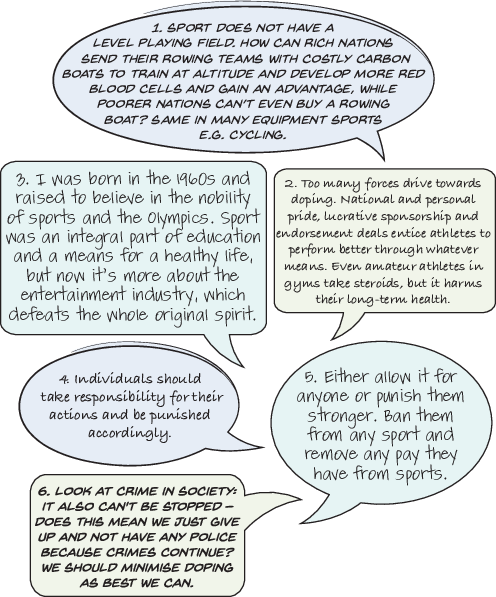 1. SPORT DOES NOT HAVE A
LEVEL PLAYING FIELD. HOW CAN RICH NATIONS
SEND THEIR ROWING TEAMS WITH COSTLY CARBON
BOATS TO TRAIN AT ALTITUDE AND DEVELOP MORE RED
BLOOD CELLS AND GAIN AN ADVANTAGE, WHILE
POORER NATIONS CAN'T EVEN BUY A ROWING
BOAT? SAME IN MANY EQUIPMENT SPORTS
E.G. CYCLING.
2. Too many forces drive towards
doping. National and personal
pride, lucrative sponsorship and
endorsement deals entice athletes to
perform better through whatever
means. Even amateur athletes in
gyms take steroids, but it harms
their long-term health.
3. I was born in the 1960s and
raised to believe in the nobility
of sports and the Olympics. Sport
was an integral part of education
and a means for a healthy life,
but now it's more about the
entertainment industry, which
defeats the whole original spirit.
4. Individuals should
take responsibility for their
actions and be punished
accordingly.
5. Either allow it for
anyone or punish them
stronger. Ban them
from any sport and
remove any pay they
have from sports.
6. LOOK AT CRIME IN SOCIETY:
IT ALSO CAN'T BE STOPPED –
DOES THIS MEAN WE JUST GIVE
UP AND NOT HAVE ANY POLICE
BECAUSE CRIMES CONTINUE?
WE SHOULD MINIMISE DOPING
AS BEST WE CAN.